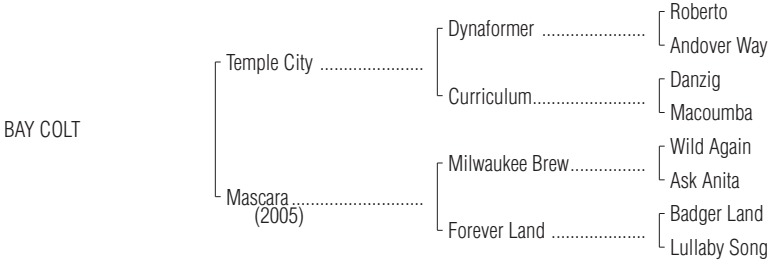 Roberto
Dynaformer ......................
Andover Way
Temple City ......................
Danzig
Curriculum........................
Macoumba
BAY COLT
Wild Again
Milwaukee Brew................
Ask Anita
Mascara............................
(2005)
Badger Land
Forever Land ....................
Lullaby Song